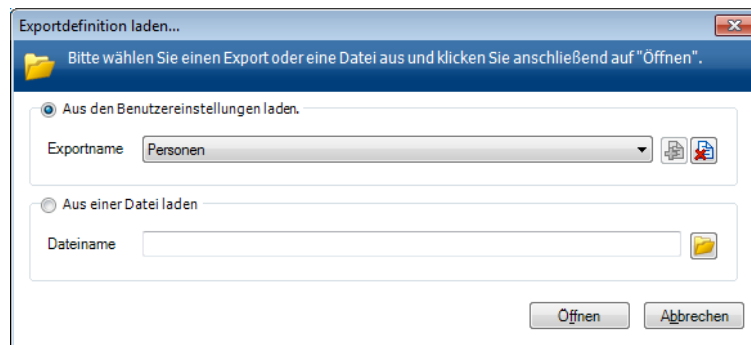 Exportdefinition laden...
Bitte wählen Sie einen Export oder eine Datei aus und klicken Sie anschließend auf "Öffnen".
Aus den Benutzereinstellungen laden.
Exportname Personen
Aus einer Datei laden
Dateiname
Öffnen Abbrechen